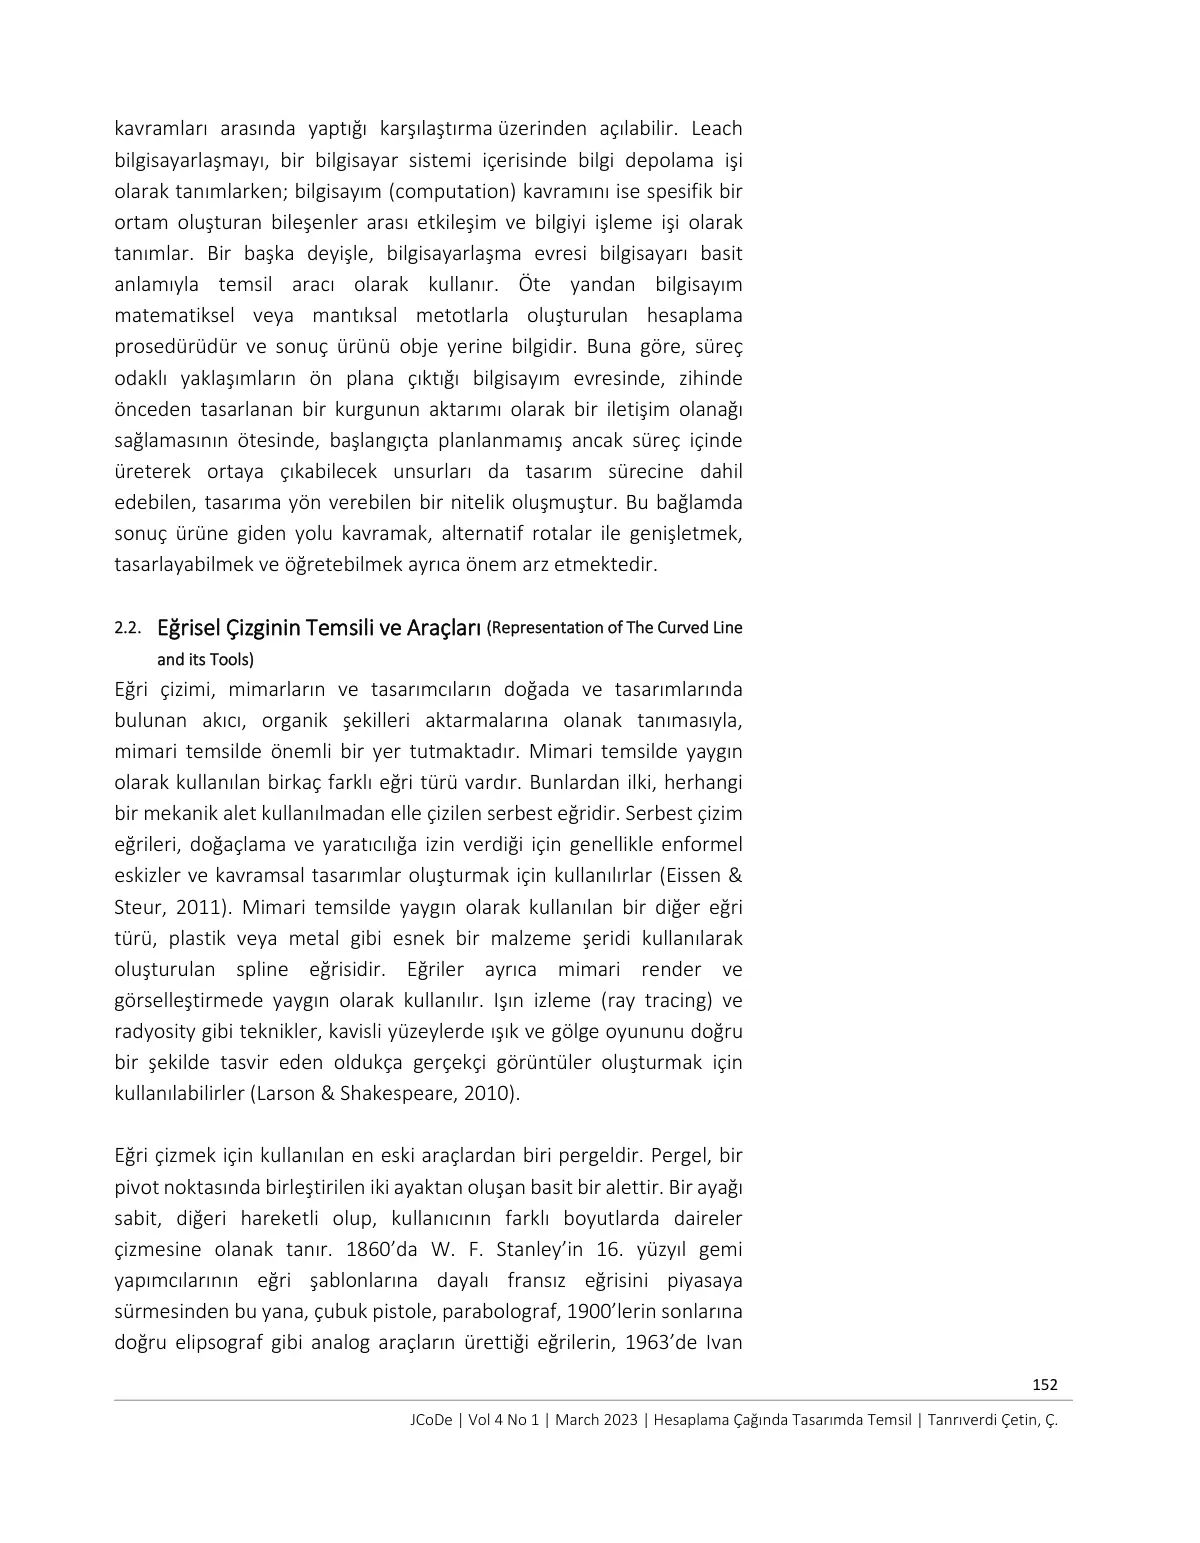 kavramları arasında yaptığı karşılaştırma üzerinden açılabilir. Leach
bilgisayarlaşmayı, bir bilgisayar sistemi içerisinde bilgi depolama işi
olarak tanımlarken; bilgisayım (computation) kavramını ise spesifik bir
ortam oluşturan bileşenler arası etkileşim ve bilgiyi işleme işi olarak
tanımlar. Bir başka deyişle, bilgisayarlaşma evresi bilgisayarı basit
anlamıyla temsil aracı olarak kullanır. Öte yandan bilgisayım
matematiksel veya mantıksal metotlarla oluşturulan hesaplama
prosedürüdür ve sonuç ürünü obje yerine bilgidir. Buna göre, süreç
odaklı yaklaşımların ön plana çıktığı bilgisayım evresinde, zihinde
önceden tasarlanan bir kurgunun aktarımı olarak bir iletişim olanağı
sağlamasının ötesinde, başlangıçta planlanmamış ancak süreç içinde
üreterek ortaya çıkabilecek unsurları da tasarım sürecine dahil
edebilen, tasarıma yön verebilen bir nitelik oluşmuştur. Bu bağlamda
sonuç ürüne giden yolu kavramak, alternatif rotalar ile genişletmek,
tasarlayabilmek ve öğretebilmek ayrıca önem arz etmektedir.
2.2. Eğrisel Çizginin Temsili ve Araçları (Representation of The Curved Line
and its Tools)
Eğri çizimi, mimarların ve tasarımcıların doğada ve tasarımlarında
bulunan akıcı, organik şekilleri aktarmalarına olanak tanımasıyla,
mimari temsilde önemli bir yer tutmaktadır. Mimari temsilde yaygın
olarak kullanılan birkaç farklı eğri türü vardır. Bunlardan ilki, herhangi
bir mekanik alet kullanılmadan elle çizilen serbest eğridir. Serbest çizim
eğrileri, doğaçlama ve yaratıcılığa izin verdiği için genellikle enformel
eskizler ve kavramsal tasarımlar oluşturmak için kullanılırlar (Eissen &
Steur, 2011). Mimari temsilde yaygın olarak kullanılan bir diğer eğri
türü, plastik veya metal gibi esnek bir malzeme şeridi kullanılarak
oluşturulan spline eğrisidir. Eğriler ayrıca mimari render ve
görselleştirmede yaygın olarak kullanılır. Işın izleme (ray tracing) ve
radyosity gibi teknikler, kavisli yüzeylerde ışık ve gölge oyununu doğru
bir şekilde tasvir eden oldukça gerçekçi görüntüler oluşturmak için
kullanılabilirler (Larson & Shakespeare, 2010).
Eğri çizmek için kullanılan en eski araçlardan biri pergeldir. Pergel, bir
pivot noktasında birleştirilen iki ayaktan oluşan basit bir alettir. Bir ayağı
sabit, diğeri hareketli olup, kullanıcının farklı boyutlarda daireler
çizmesine olanak tanır. 1860’da W. F. Stanley’in 16. yüzyıl gemi
yapımcılarının eğri şablonlarına dayalı fransız eğrisini piyasaya
sürmesinden bu yana, çubuk pistole, parabolograf, 1900’lerin sonlarına
doğru elipsograf gibi analog araçların ürettiği eğrilerin, 1963’de Ivan
152
JCoDe | Vol 4 No 1 | March 2023 | Hesaplama Çağında Tasarımda Temsil | Tanrıverdi Çetin, Ç.